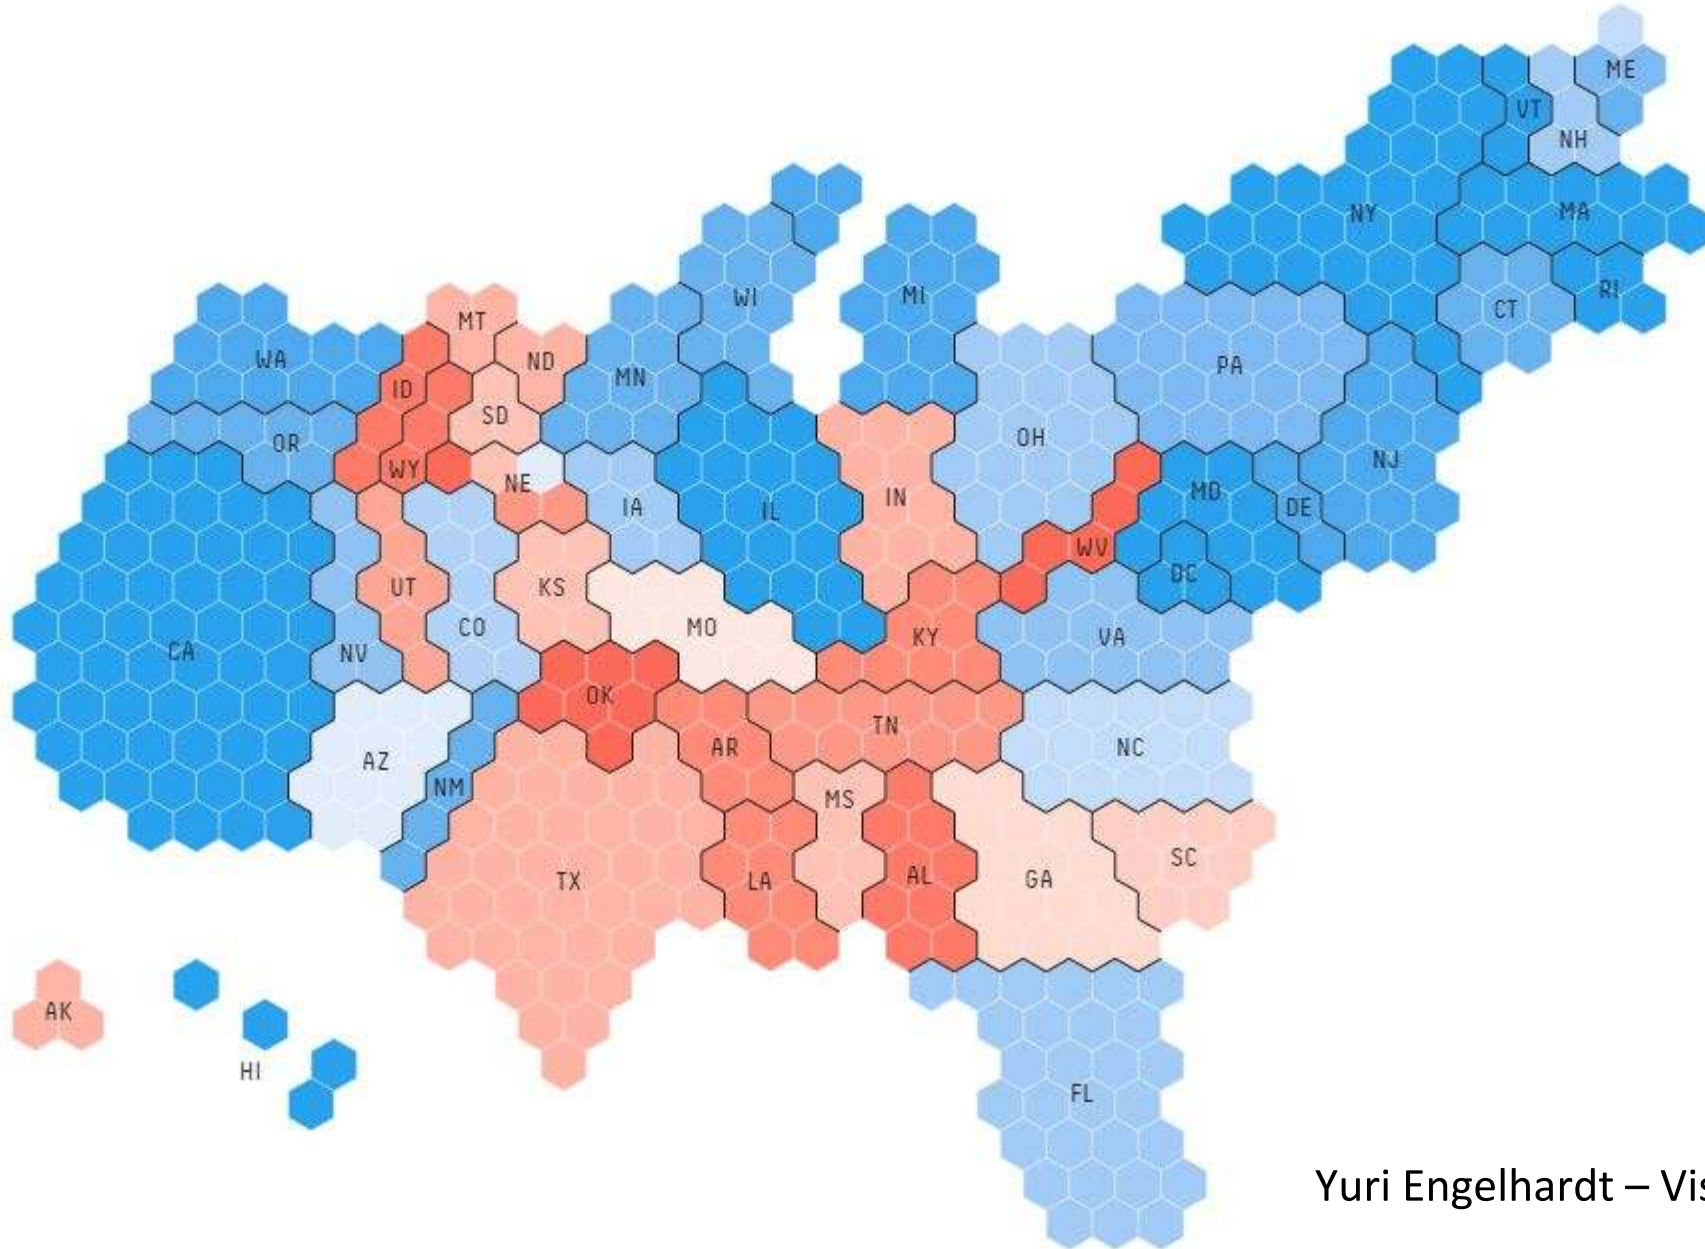 ME
VT
NH
NY
MA
WI
MI
RI
CT
MT
WA
ND
PA
MN
ID
SD
OH
OR
NJ
WY
NE
MD
IN
IA
IL
DE
WV
DC
UT
KS
CO
MO
KY
VA
CA
NV
OK
TN
AR
NC
AZ
NM
MS
SC
TX
LA
AL
GA
AK
HI
FL
Yuri Engelhardt – Vis